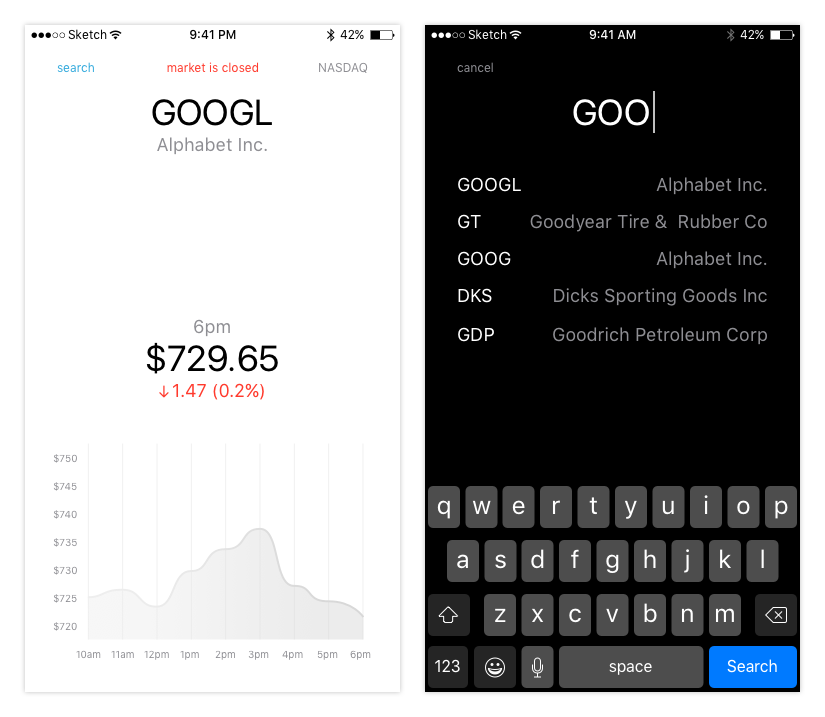 Sketch 9:41 PM 42%
search market is closed NASDAQ
GOOGL
Alphabet Inc.
6pm
$729.65
↓1.47 (0.2%)
$750
$745
$740
$735
$730
$725
$720
10am 11am 12pm 1pm 2pm 3pm 4pm 5pm 6pm
Sketch 9:41 AM 42%
cancel
GOO
GOOGL Alphabet Inc.
GT Goodyear Tire & Rubber Co
GOOG Alphabet Inc.
DKS Dicks Sporting Goods Inc
GDP Goodrich Petroleum Corp
q w e r t y u i o p
a s d f g h j k l
z x c v b n m
123 space Search